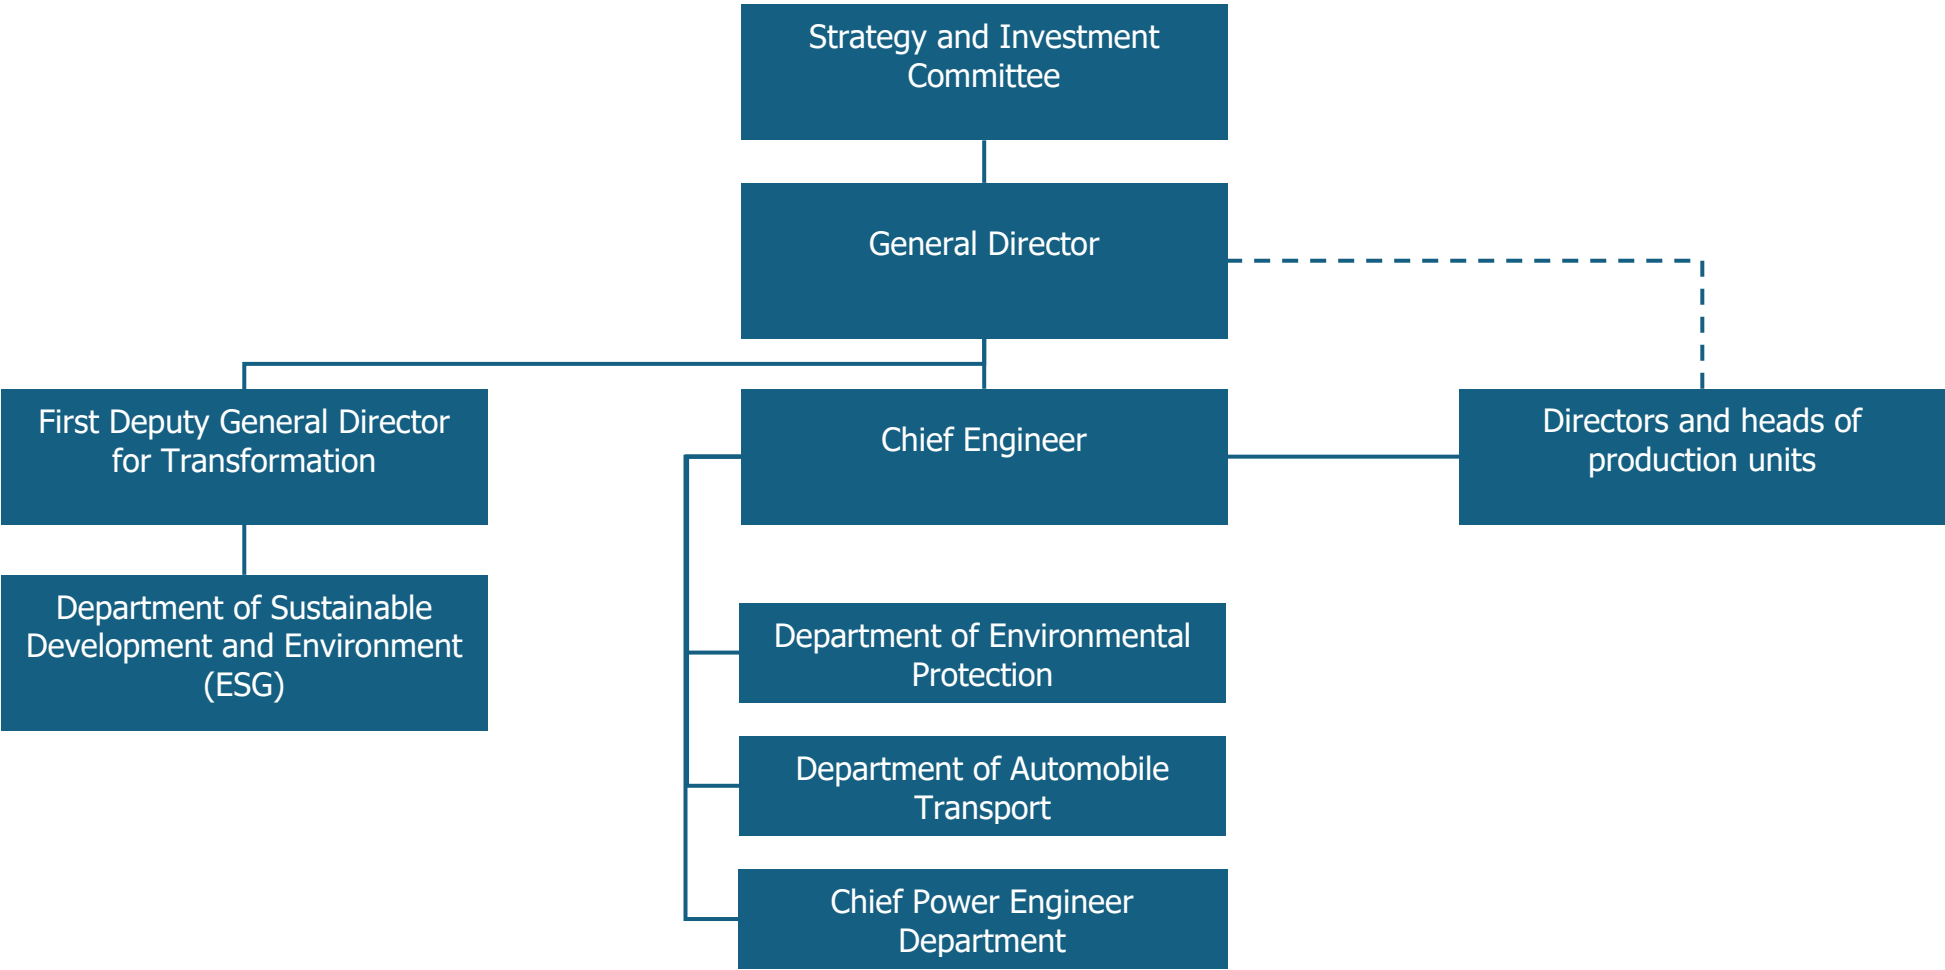 Strategy and Investment
Committee
General Director
First Deputy General Director
for Transformation
Chief Engineer
Directors and heads of
production units
Department of Sustainable
Development and Environment
(ESG)
Department of Environmental
Protection
Department of Automobile
Transport
Chief Power Engineer
Department